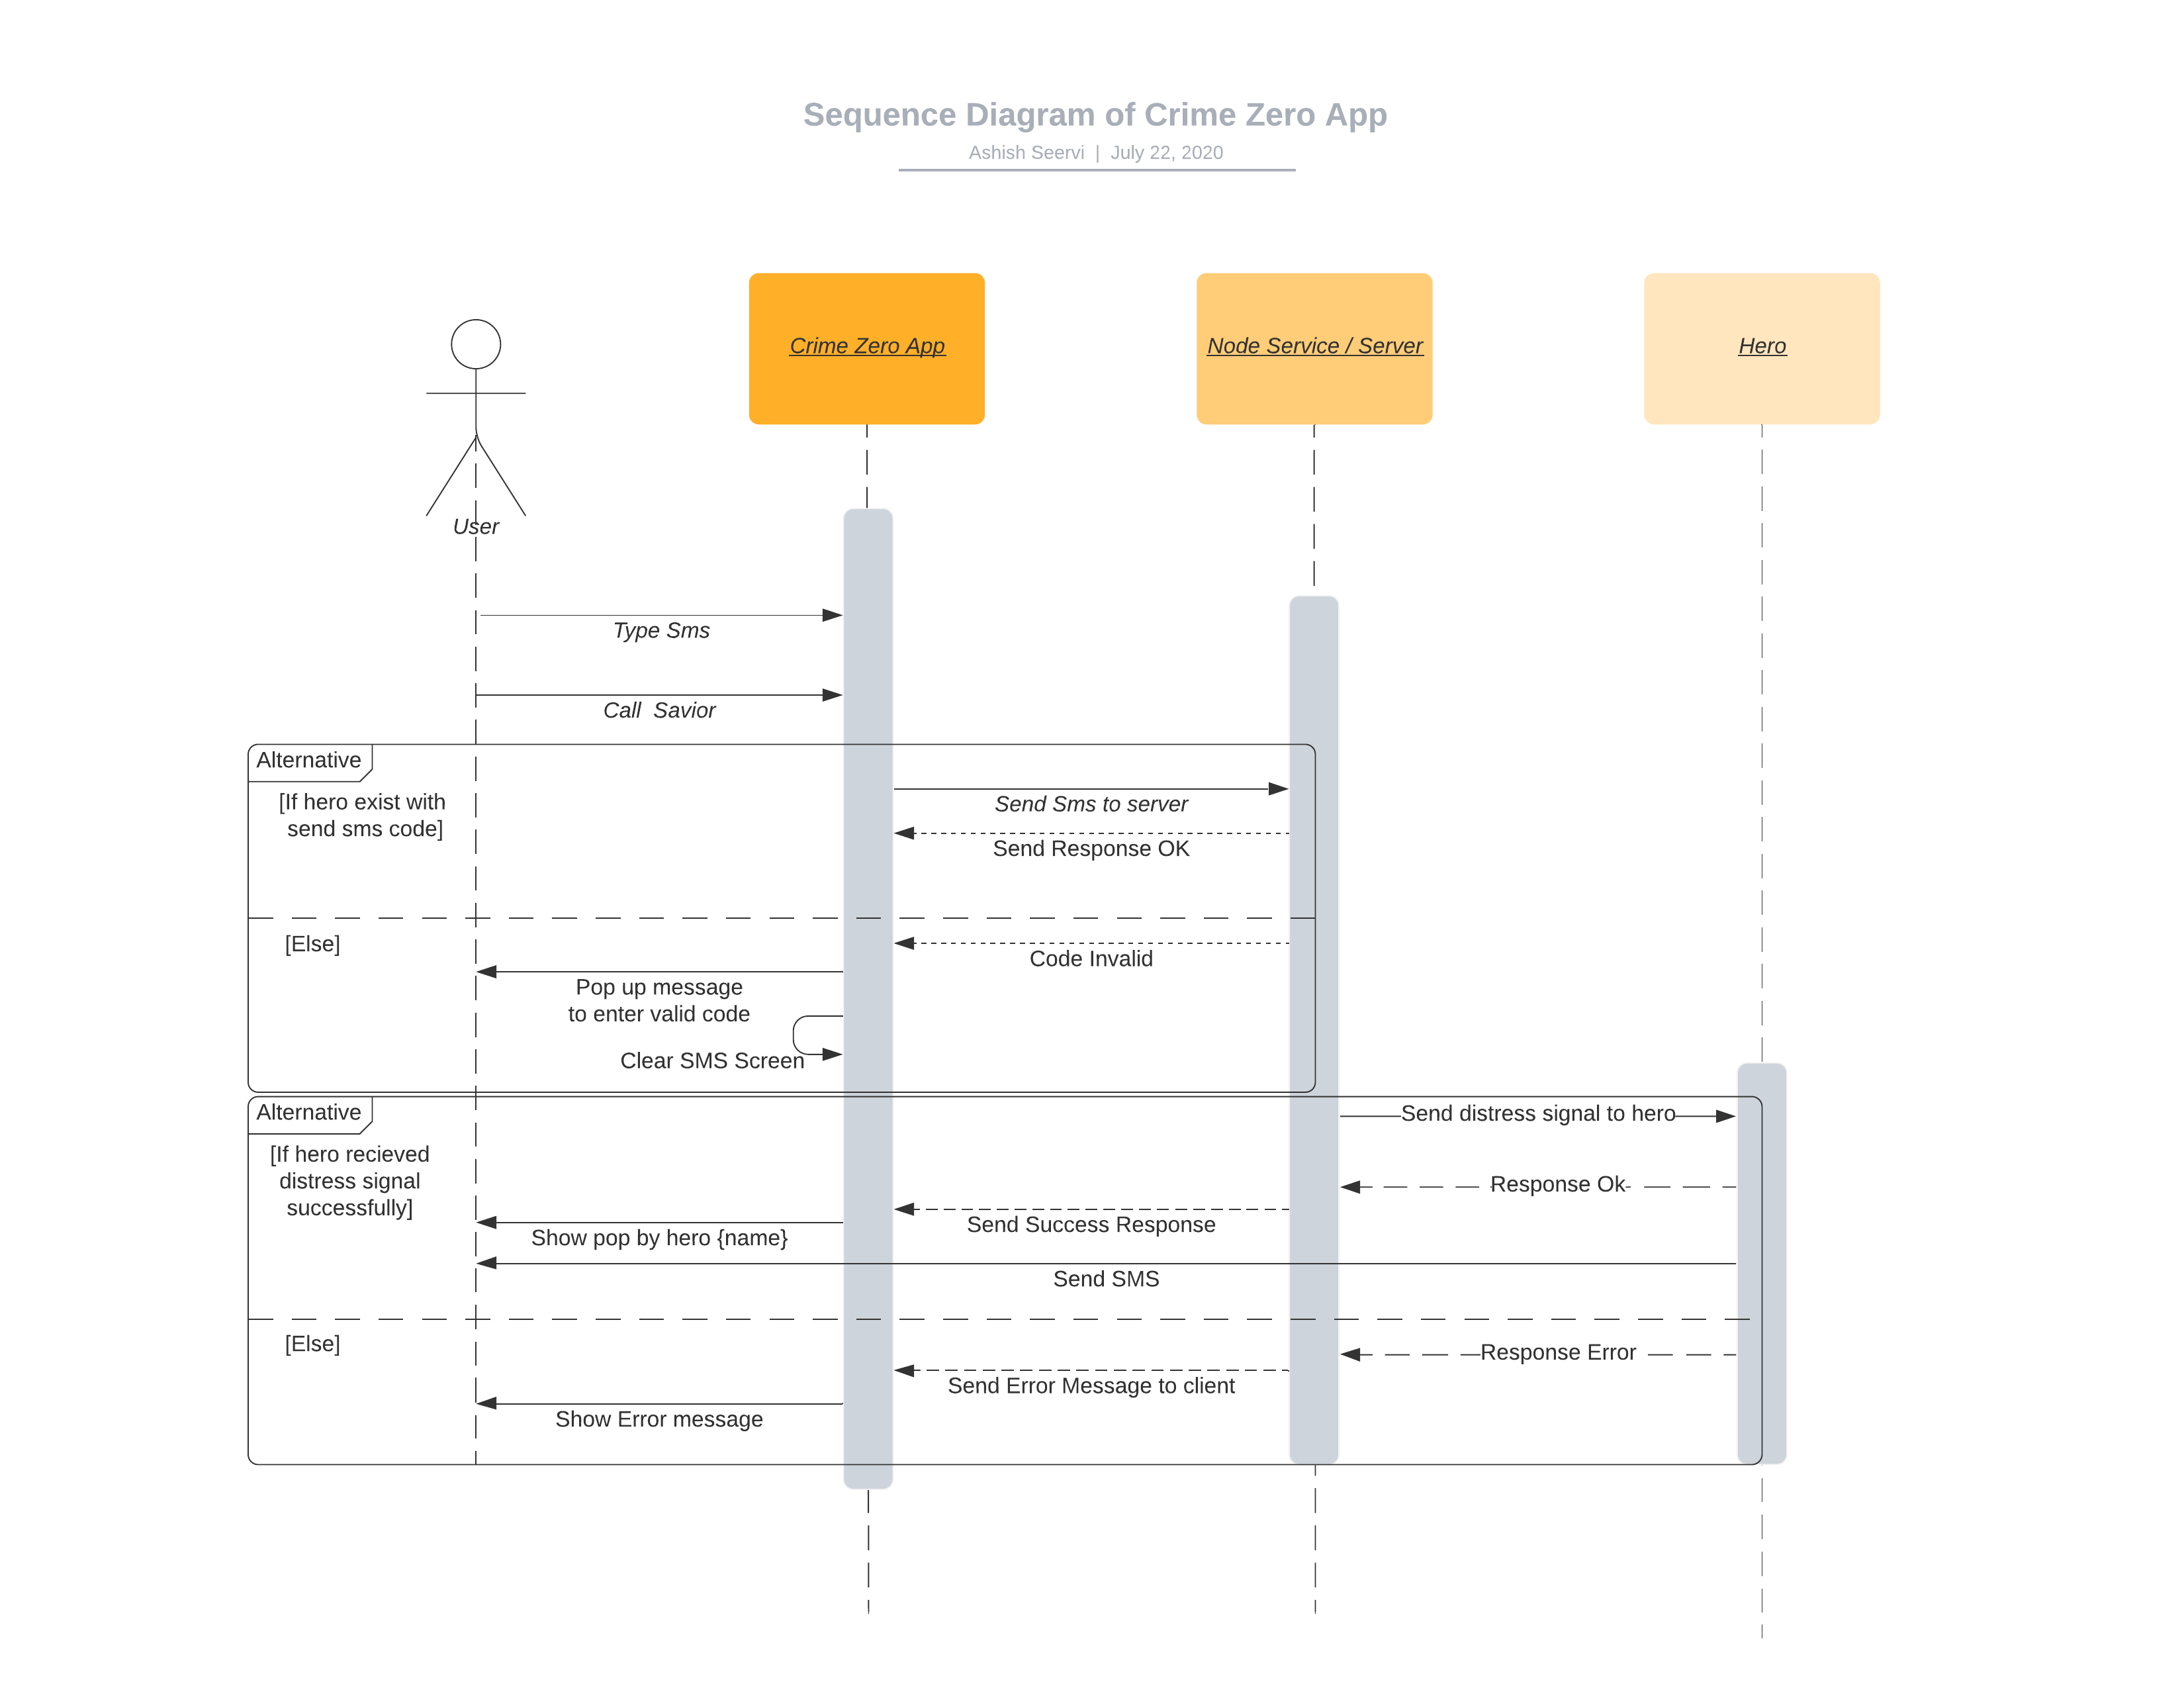 Sequence Diagram of Crime Zero App
Ashish Seervi | July 22, 2020
Crime Zero App
Node Service / Server
Hero
User
Type Sms
Call Savior
Alternative
[If hero exist with
send sms code]
Send Sms to server
Send Response OK
[Else]
Code Invalid
Pop up message
to enter valid code
Clear SMS Screen
Alternative
Send distress signal to hero
[If hero recieved
distress signal
successfully]
Response Ok
Send Success Response
Show pop by hero {name}
Send SMS
[Else]
Response Error
Send Error Message to client
Show Error message